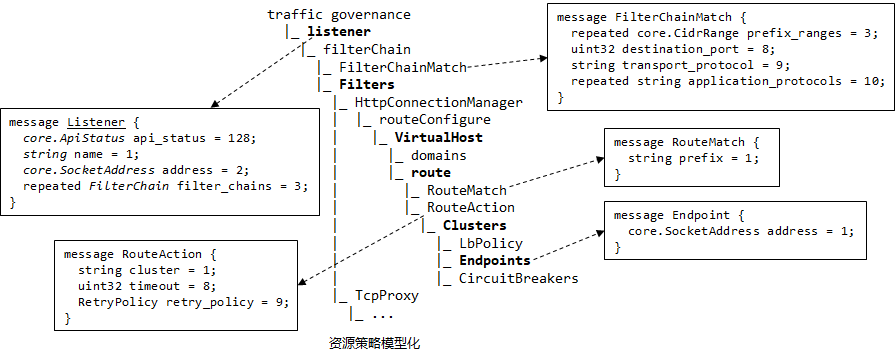 traffic governance
|_ listener
|_ filterChain
|_ FilterChainMatch
|_ Filters
|_ HttpConnectionManager
|_ routeConfigure
|_ VirtualHost
|_ domains
|_ route
|_ RouteMatch
|_ RouteAction
|_ Clusters
|_ LbPolicy
|_ Endpoints
|_ CircuitBreakers
|_ TcpProxy
|_ ...
message FilterChainMatch {
repeated core.CidrRange prefix_ranges = 3;
uint32 destination_port = 8;
string transport_protocol = 9;
repeated string application_protocols = 10;
}
message Listener {
core.ApiStatus api_status = 128;
string name = 1;
core.SocketAddress address = 2;
repeated FilterChain filter_chains = 3;
}
message RouteMatch {
string prefix = 1;
}
message Endpoint {
core.SocketAddress address = 1;
}
message RouteAction {
string cluster = 1;
uint32 timeout = 8;
RetryPolicy retry_policy = 9;
}
资源策略模型化